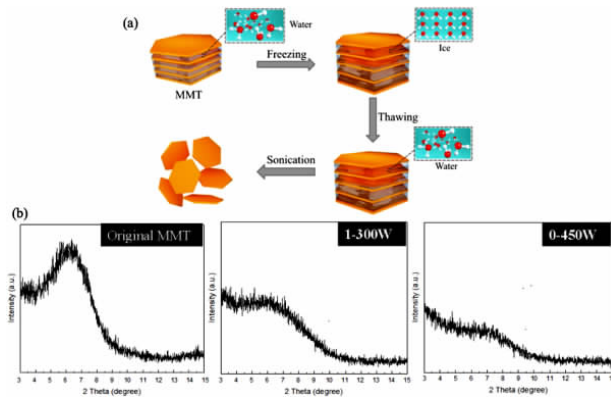 (a)
Water
Freezing
MMT
Ice
Thawing
Sonication
Water
(b)
Original MMT
1-300W
0-450W
Intensity (a.u.)
3 4 5 6 7 8 9 10 11 12 13 14 15
2 Theta (degree)
Intensity (a.u.)
3 4 5 6 7 8 9 10 11 12 13 14 15
2 Theta (degree)
Intensity (a.u.)
3 4 5 6 7 8 9 10 11 12 13 14 15
2 Theta (degree)